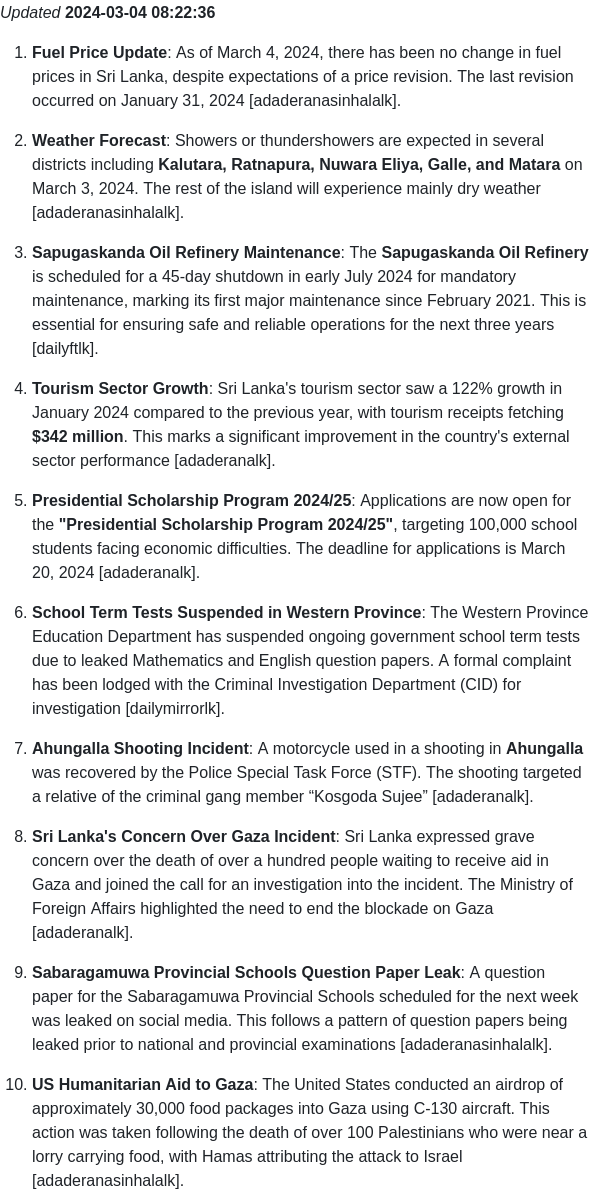 Updated 2024-03-04 08:22:36
1. Fuel Price Update: As of March 4, 2024, there has been no change in fuel
prices in Sri Lanka, despite expectations of a price revision. The last revision
occurred on January 31, 2024 [adaderanasinhalalk].
2. Weather Forecast: Showers or thundershowers are expected in several
districts including Kalutara, Ratnapura, Nuwara Eliya, Galle, and Matara on
March 3, 2024. The rest of the island will experience mainly dry weather
[adaderanasinhalalk].
3. Sapugaskanda Oil Refinery Maintenance: The Sapugaskanda Oil Refinery
is scheduled for a 45-day shutdown in early July 2024 for mandatory
maintenance, marking its first major maintenance since February 2021. This is
essential for ensuring safe and reliable operations for the next three years
[dailyftlk].
4. Tourism Sector Growth: Sri Lanka's tourism sector saw a 122% growth in
January 2024 compared to the previous year, with tourism receipts fetching
$342 million. This marks a significant improvement in the country's external
sector performance [adaderanalk].
5. Presidential Scholarship Program 2024/25: Applications are now open for
the "Presidential Scholarship Program 2024/25", targeting 100,000 school
students facing economic difficulties. The deadline for applications is March
20, 2024 [adaderanalk].
6. School Term Tests Suspended in Western Province: The Western Province
Education Department has suspended ongoing government school term tests
due to leaked Mathematics and English question papers. A formal complaint
has been lodged with the Criminal Investigation Department (CID) for
investigation [dailymirrorlk].
7. Ahungalla Shooting Incident: A motorcycle used in a shooting in Ahungalla
was recovered by the Police Special Task Force (STF). The shooting targeted
a relative of the criminal gang member “Kosgoda Sujee” [adaderanalk].
8. Sri Lanka's Concern Over Gaza Incident: Sri Lanka expressed grave
concern over the death of over a hundred people waiting to receive aid in
Gaza and joined the call for an investigation into the incident. The Ministry of
Foreign Affairs highlighted the need to end the blockade on Gaza
[adaderanalk].
9. Sabaragamuwa Provincial Schools Question Paper Leak: A question
paper for the Sabaragamuwa Provincial Schools scheduled for the next week
was leaked on social media. This follows a pattern of question papers being
leaked prior to national and provincial examinations [adaderanasinhalalk].
10. US Humanitarian Aid to Gaza: The United States conducted an airdrop of
approximately 30,000 food packages into Gaza using C-130 aircraft. This
action was taken following the death of over 100 Palestinians who were near a
lorry carrying food, with Hamas attributing the attack to Israel
[adaderanasinhalalk].